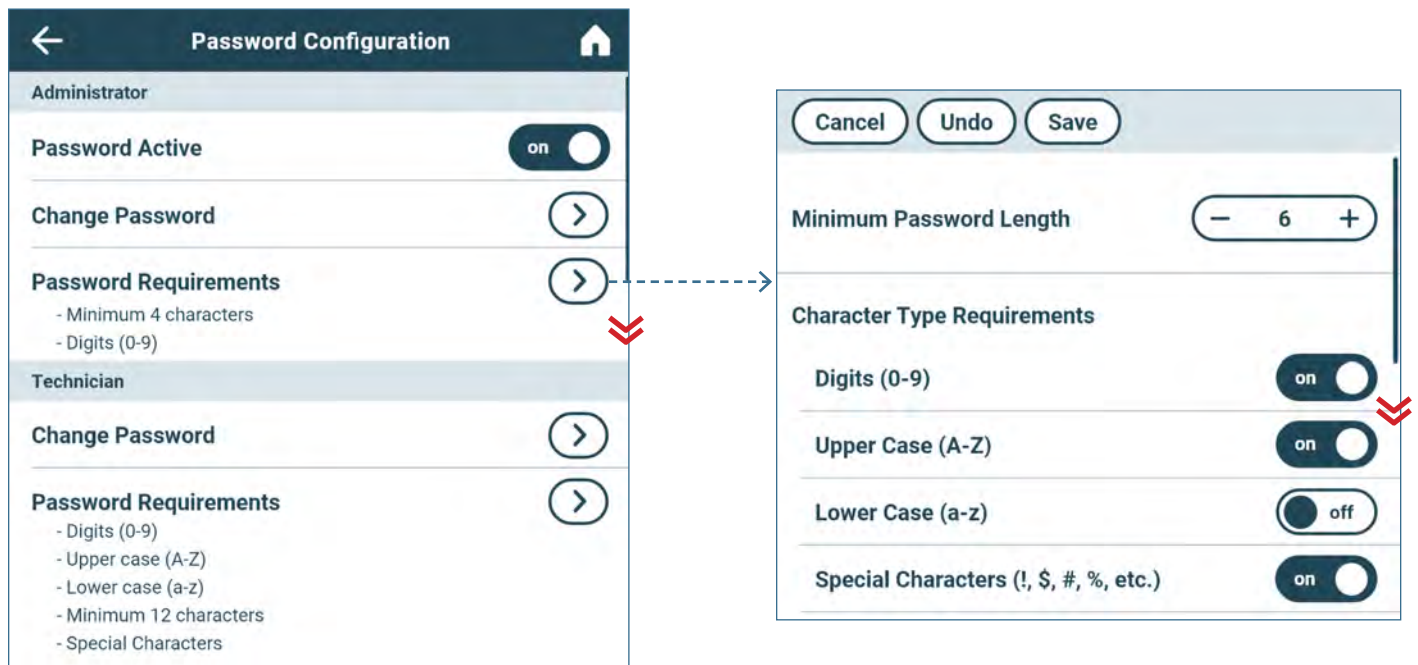 Password Configuration
Administrator
Password Active on
Change Password
Password Requirements
- Minimum 4 characters
- Digits (0-9)
Technician
Change Password
Password Requirements
- Digits (0-9)
- Upper case (A-Z)
- Lower case (a-z)
- Minimum 12 characters
- Special Characters
Cancel Undo Save
Minimum Password Length − 6 +
Character Type Requirements
Digits (0-9) on
Upper Case (A-Z) on
Lower Case (a-z) off
Special Characters (!, $, #, %, etc.) on